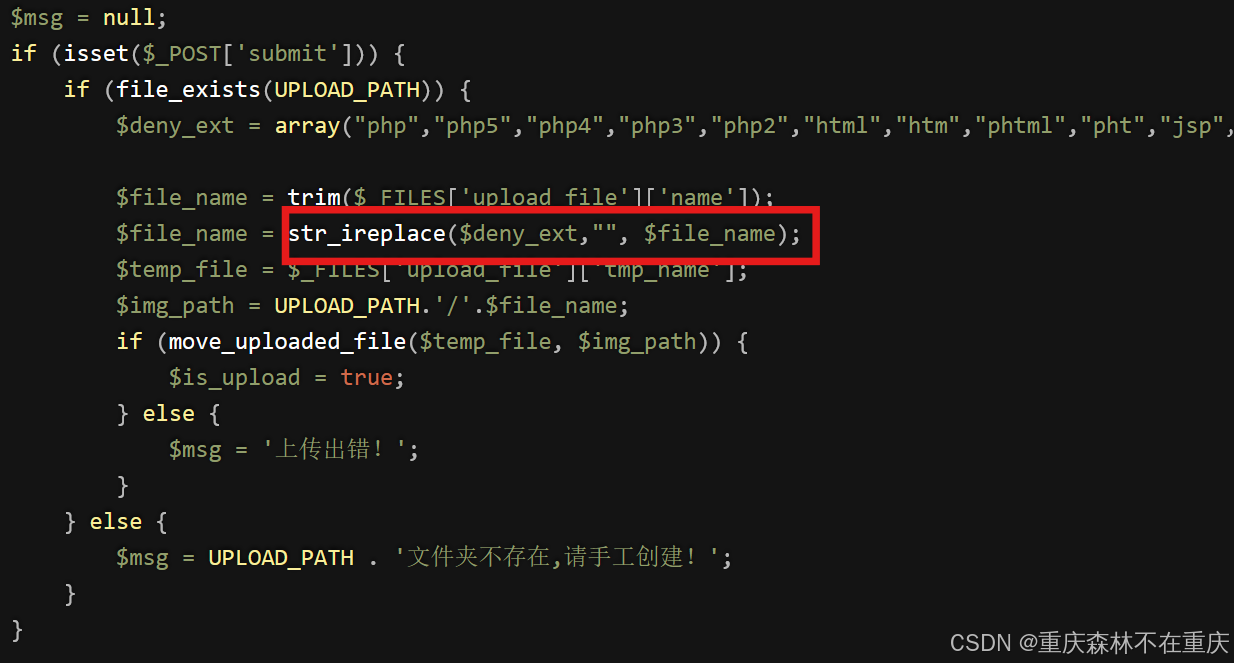 $msg = null;
if (isset($_POST['submit'])) {
if (file_exists(UPLOAD_PATH)) {
$deny_ext = array("php","php5","php4","php3","php2","html","htm","phtml","pht","jsp",
$file_name = trim($_FILES['upload_file']['name']);
$file_name = str_ireplace($deny_ext,"", $file_name);
$temp_file = $_FILES['upload_file']['tmp_name'];
$img_path = UPLOAD_PATH.'/'.$file_name;
if (move_uploaded_file($temp_file, $img_path)) {
$is_upload = true;
} else {
$msg = '上传出错！';
}
} else {
$msg = UPLOAD_PATH . '文件夹不存在,请手工创建！';
}
}
CSDN @重庆森林不在重庆